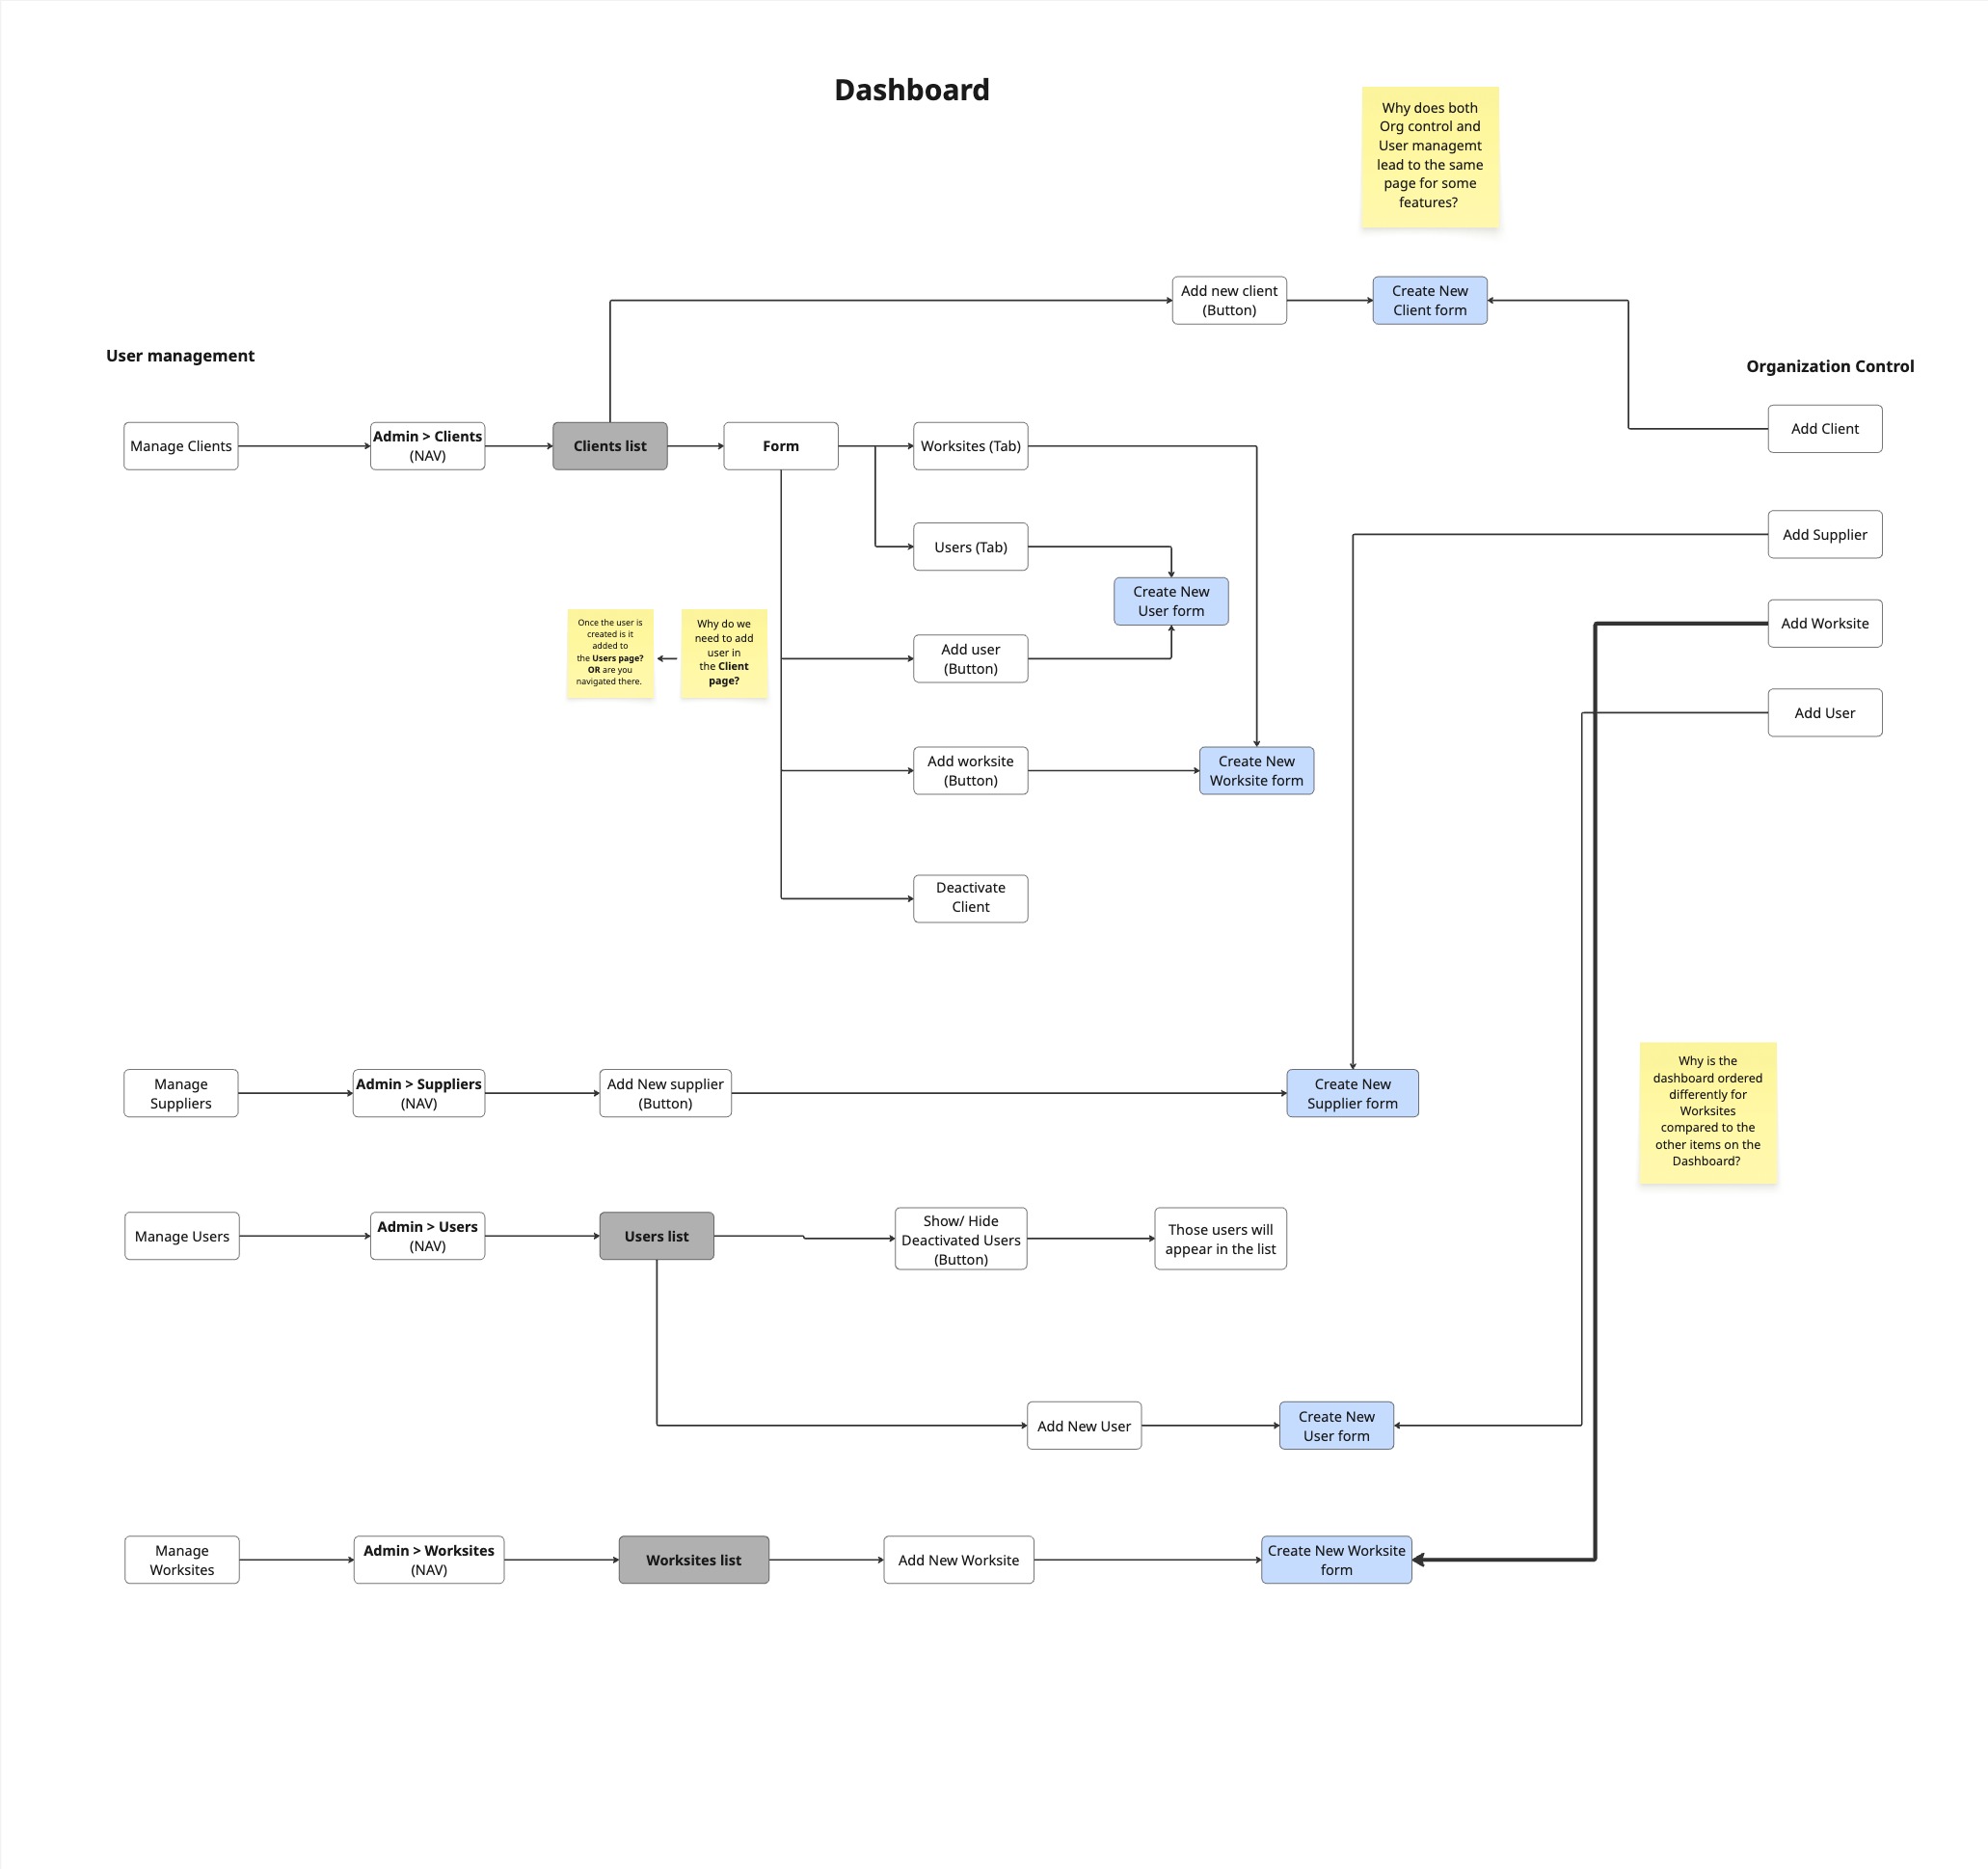 Dashboard
Why does both
Org control and
User managemt
lead to the same
page for some
features?
Add new client
(Button)
Create New
Client form
User management
Organization Control
Manage Clients
Admin > Clients
(NAV)
Clients list
Form
Worksites (Tab)
Add Client
Users (Tab)
Add Supplier
Create New
User form
Once the user is
created is it
added to
the Users page?
OR are you
navigated there.
Why do we
need to add
user in
the Client
page?
Add user
(Button)
Add Worksite
Add User
Add worksite
(Button)
Create New
Worksite form
Deactivate
Client
Why is the
dashboard ordered
differently for
Worksites
compared to the
other items on the
Dashboard?
Manage
Suppliers
Admin > Suppliers
(NAV)
Add New supplier
(Button)
Create New
Supplier form
Manage Users
Admin > Users
(NAV)
Users list
Show/ Hide
Deactivated Users
(Button)
Those users will
appear in the list
Add New User
Create New
User form
Manage
Worksites
Admin > Worksites
(NAV)
Worksites list
Add New Worksite
Create New Worksite
form